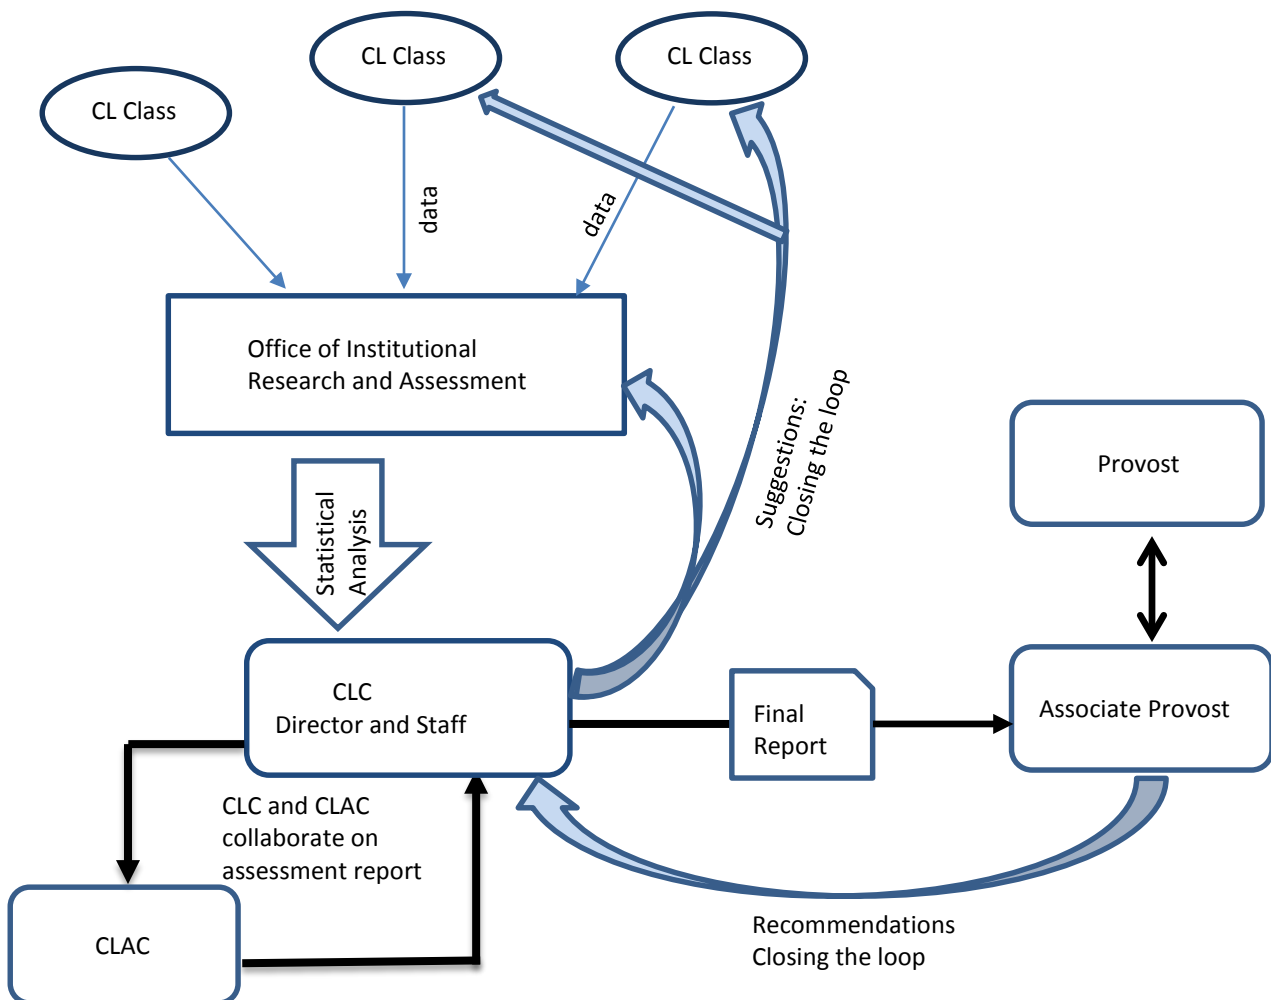 CL Class
CL Class
CL Class
data
data
Office of Institutional
Research and Assessment
Suggestions:
Closing the loop
Provost
Statistical
Analysis
CLC
Director and Staff
Final
Report
Associate Provost
CLC and CLAC
collaborate on
assessment report
CLAC
Recommendations
Closing the loop